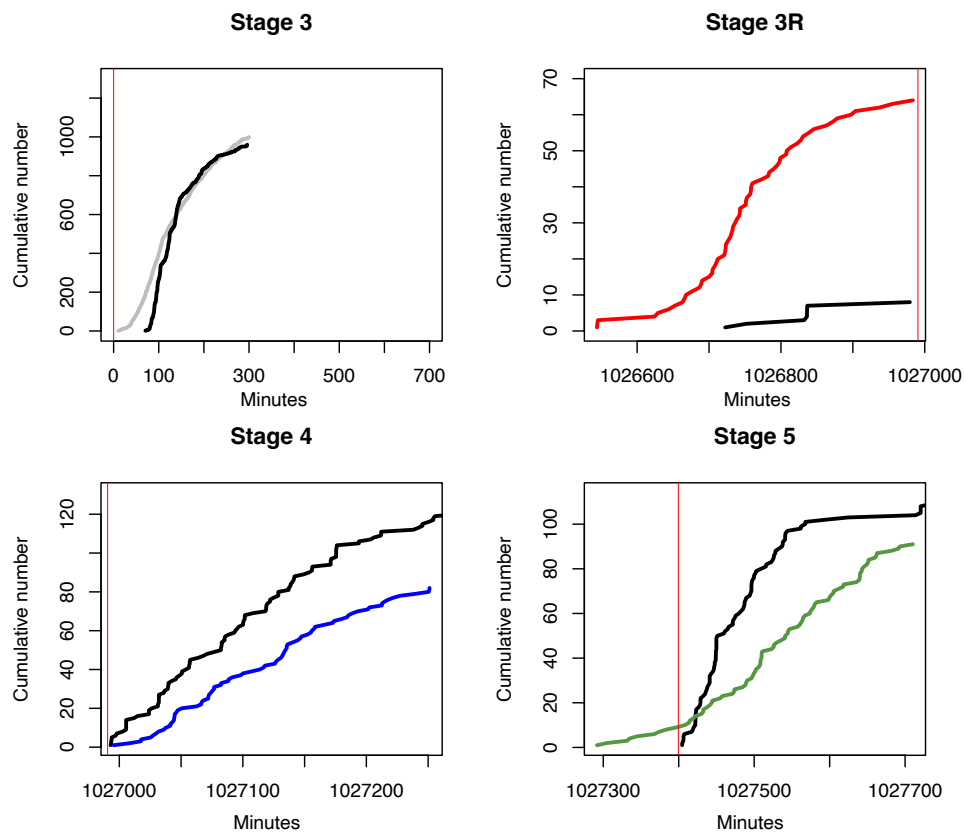 Stage 3
Cumulative number
0
200
600
1000
0
100
300
500
700
Minutes
Stage 3R
Cumulative number
0
10
30
50
70
1026600
1026800
1027000
Minutes
Stage 4
Cumulative number
0
20
40
60
80
120
1027000
1027100
1027200
Minutes
Stage 5
Cumulative number
0
20
40
60
80
100
1027300
1027500
1027700
Minutes